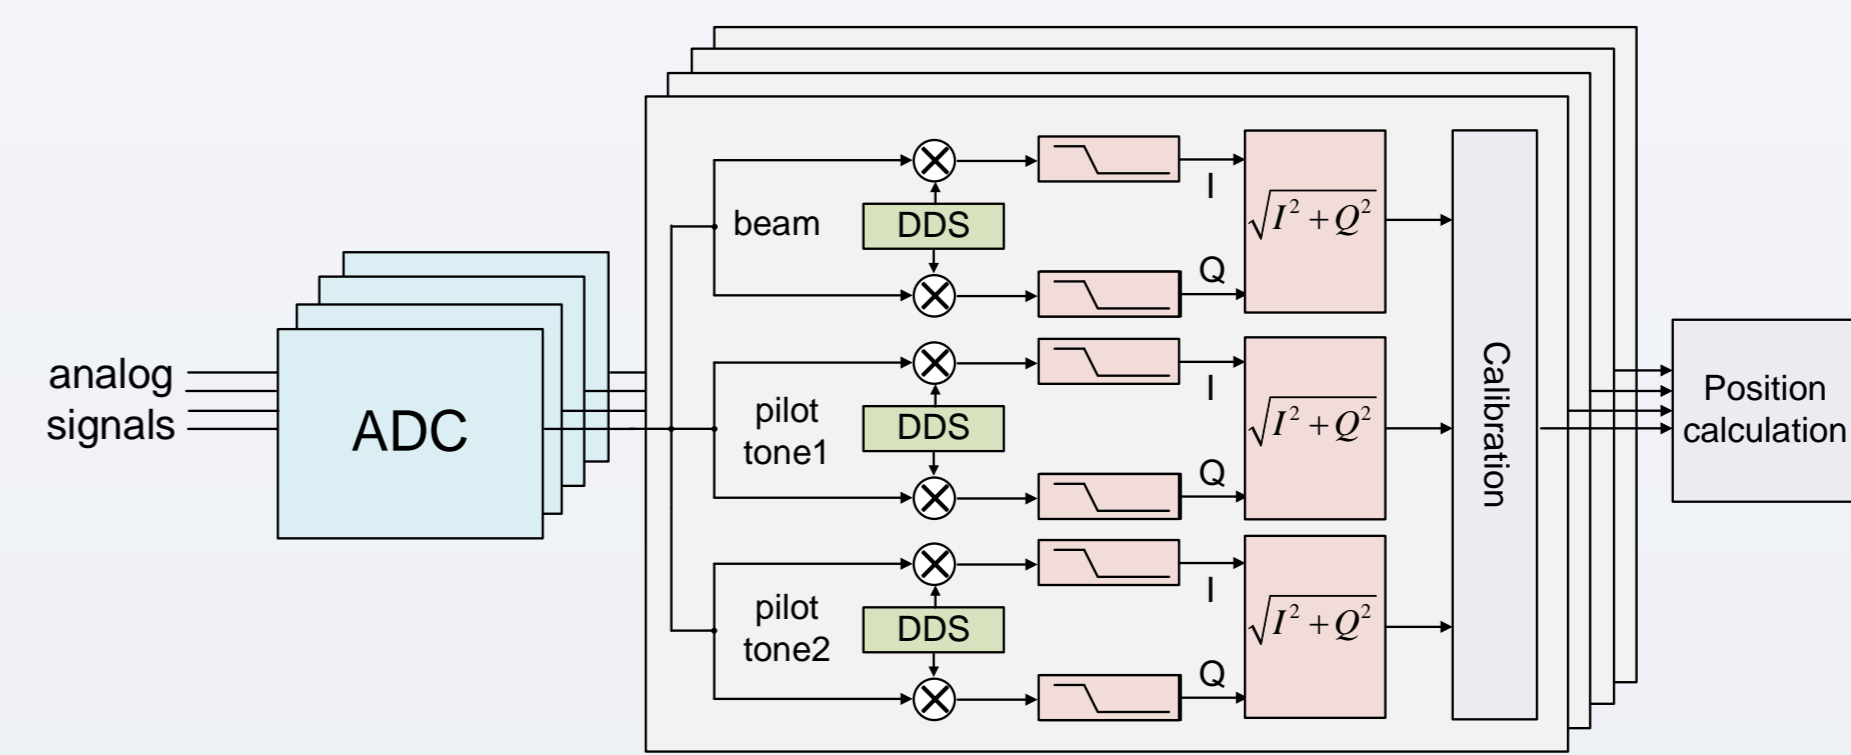 analog
signals
ADC
beam
DDS
I
Q
√I² + Q²
pilot
tone1
DDS
I
Q
√I² + Q²
pilot
tone2
DDS
I
Q
√I² + Q²
Calibration
Position
calculation